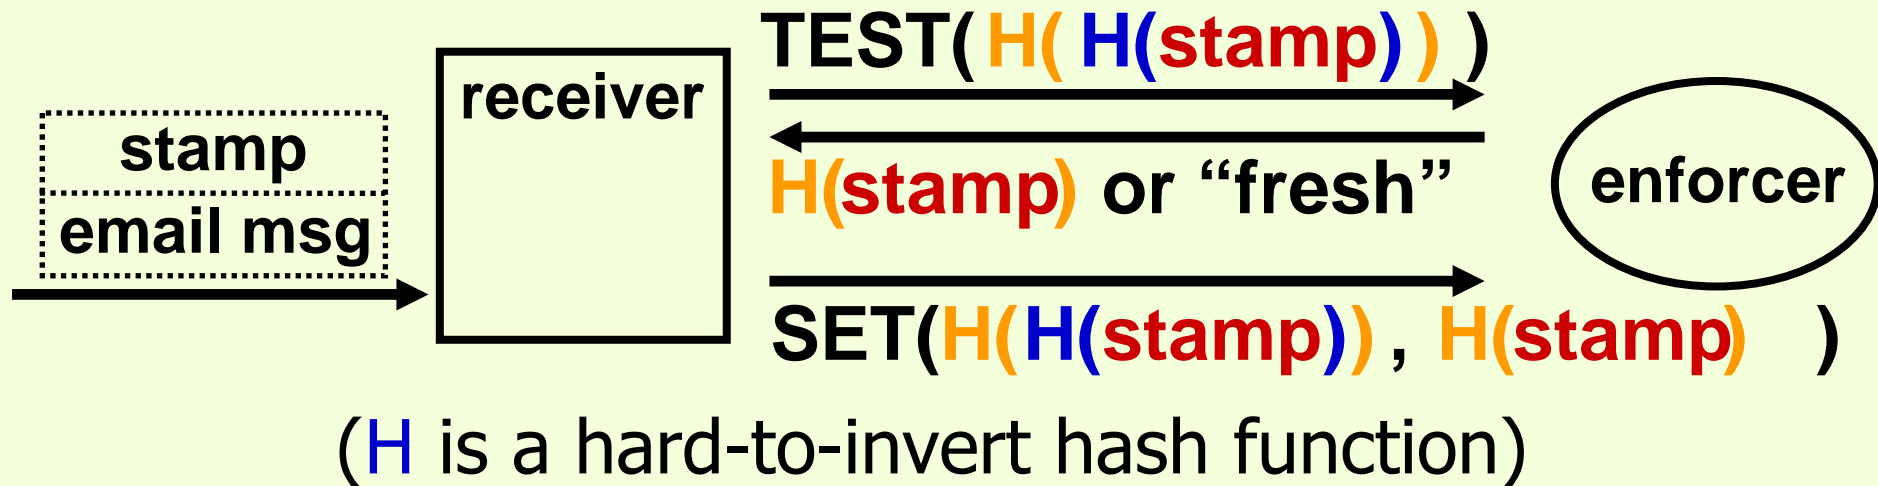 TEST( H( H(stamp) ) )
receiver
stamp
email msg
H(stamp) or “fresh”
enforcer
SET(H(H(stamp)) , H(stamp) )
(H is a hard-to-invert hash function)